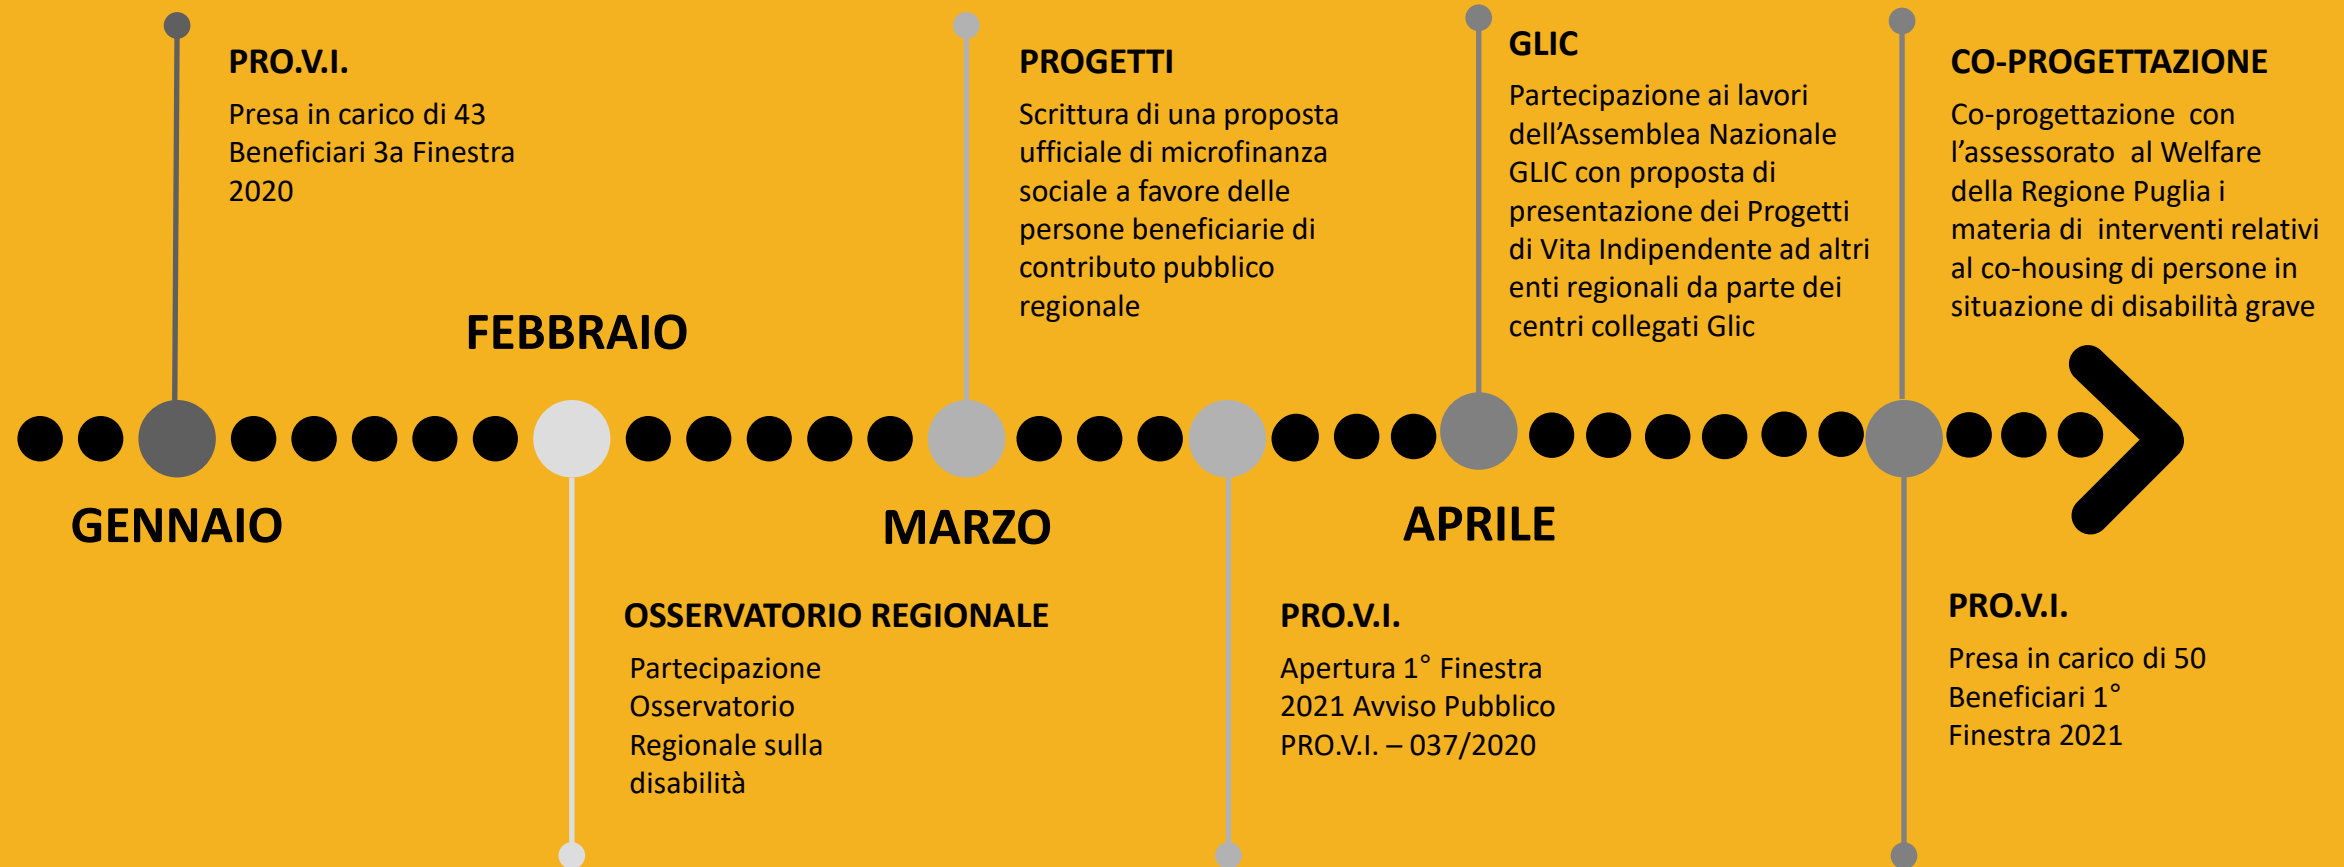 PRO.V.I.
Presa in carico di 43
Beneficiari 3a Finestra
2020
GENNAIO
FEBBRAIO
OSSERVATORIO REGIONALE
Partecipazione
Osservatorio
Regionale sulla
disabilità
PROGETTI
Scrittura di una proposta
ufficiale di microfinanza
sociale a favore delle
persone beneficiarie di
contributo pubblico
regionale
MARZO
PRO.V.I.
Apertura 1° Finestra
2021 Avviso Pubblico
PRO.V.I. – 037/2020
GLIC
Partecipazione ai lavori
dell’Assemblea Nazionale
GLIC con proposta di
presentazione dei Progetti
di Vita Indipendente ad altri
enti regionali da parte dei
centri collegati Glic
APRILE
CO-PROGETTAZIONE
Co-progettazione con
l’assessorato al Welfare
della Regione Puglia i
materia di interventi relativi
al co-housing di persone in
situazione di disabilità grave
PRO.V.I.
Presa in carico di 50
Beneficiari 1°
Finestra 2021